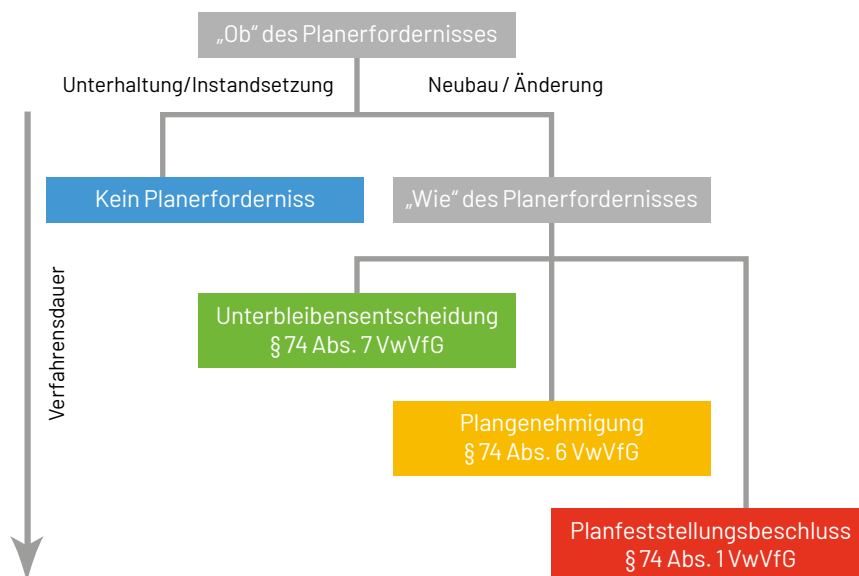 „Ob“ des Planerfordernisses
Unterhaltung/Instandsetzung
Neubau / Änderung
Kein Planerforderniss
„Wie“ des Planerfordernisses
Verfahrensdauer
Unterbleibensentscheidung
§ 74 Abs. 7 VwVfG
Plangenehmigung
§ 74 Abs. 6 VwVfG
Planfeststellungsbeschluss
§ 74 Abs. 1 VwVfG